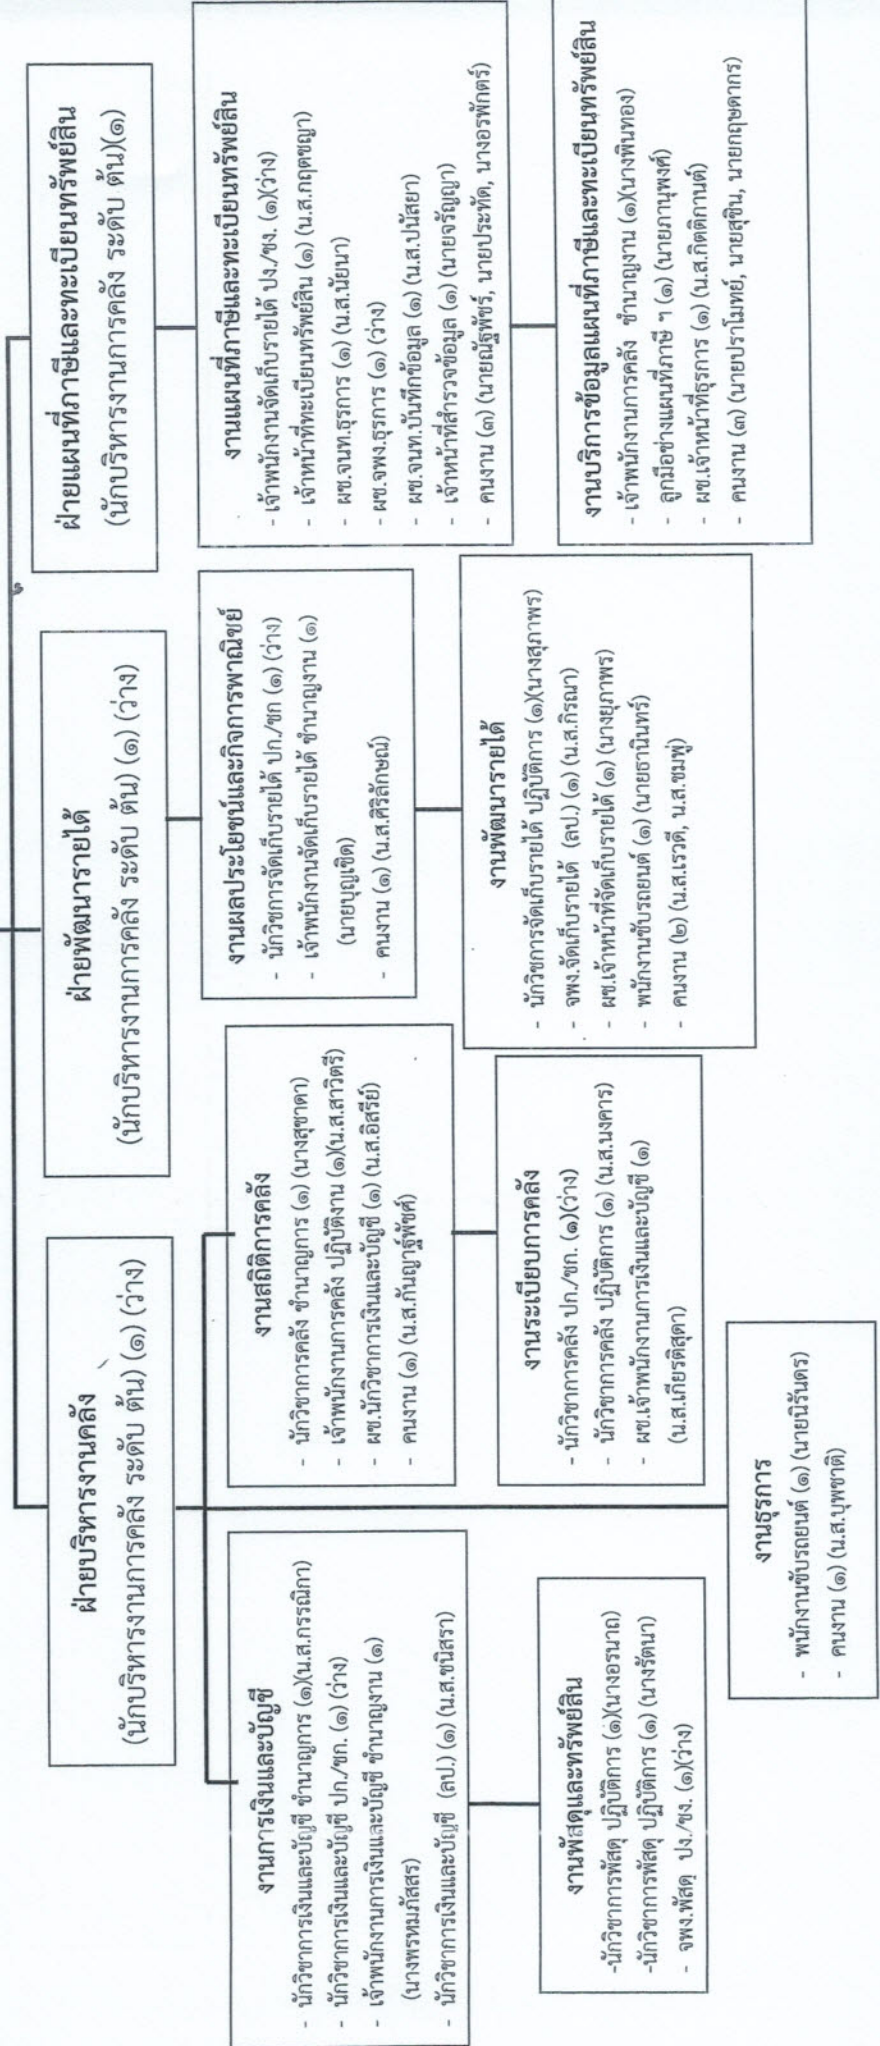 ฝ่ายบริหารงานคลัง
(นักบริหารงานการคลัง ระดับ ต้น) (๑) (ว่าง)
ฝ่ายพัฒนารายได้
(นักบริหารงานการคลัง ระดับ ต้น) (๑) (ว่าง)
ฝ่ายแผนที่ภาษีและทะเบียนทรัพย์สิน
(นักบริหารงานการคลัง ระดับ ต้น)(๑)
งานการเงินและบัญชี
- นักวิชาการเงินและบัญชี ชำนาญการ (๑)(น.ส.กรรณิกา)
- นักวิชาการเงินและบัญชี ปก./ชก. (๑) (ว่าง)
- เจ้าพนักงานการเงินและบัญชี ชำนาญงาน (๑)
(นางพรหมภัสสร)
- นักวิชาการเงินและบัญชี (ลป.) (๑) (น.ส.ชนิสรา)
งานสถิติการคลัง
- นักวิชาการคลัง ชำนาญการ (๑) (นางสุชาดา)
- เจ้าพนักงานการคลัง ปฏิบัติงาน (๑)(น.ส.สาวิตรี)
- ผช.นักวิชาการเงินและบัญชี (๑) (น.ส.อิสรีย์)
- คนงาน (๑) (น.ส.กันญาฐ์พัชศ์)
งานผลประโยชน์และกิจการพาณิชย์
- นักวิชการจัดเก็บรายได้ ปก./ชก (๑) (ว่าง)
- เจ้าพนักงานจัดเก็บรายได้ ชำนาญงาน (๑)
(นายบุญเชิด)
- คนงาน (๑) (น.ส.ศิริลักษณ์)
งานแผนที่ภาษีและทะเบียนทรัพย์สิน
- เจ้าพนักงานจัดเก็บรายได้ ปง./ชง. (๑)(ว่าง)
- เจ้าหน้าที่ทะเบียนทรัพย์สิน (๑) (น.ส.กฤตชญา)
- ผช.จนท.ธุรการ (๑) (น.ส.นัยนา)
-ผช.จพง.ธุรการ (๑) (ว่าง)
- ผช.จนท.บันทึกข้อมูล (๑) (น.ส.ปนัสยา)
- เจ้าหน้าที่สำรวจข้อมูล (๑) (นายจรัญญา)
- คนงาน (๓) (นายณัฐพัชร์, นายประทัด, นางอรพักตร์)
งานพัสดุและทรัพย์สิน
-นักวิชาการพัสดุ ปฏิบัติการ (๑)(นางอรนาถ)
-นักวิชาการพัสดุ ปฏิบัติการ (๑) (นางรัตนา)
- จพง.พัสดุ ปง./ชง. (๑)(ว่าง)
งานระเบียบการคลัง
- นักวิชาการคลัง ปก./ชก. (๑)(ว่าง)
- นักวิชาการคลัง ปฏิบัติการ (๑) (น.ส.นงคาร)
- ผช.เจ้าพนักงานการเงินและบัญชี (๑)
(น.ส.เกียรติสุดา)
งานพัฒนารายได้
- นักวิชการจัดเก็บรายได้ ปฏิบัติการ (๑)(นางสุภาพร)
- จพง.จัดเก็บรายได้ (ลป.) (๑) (น.ส.กิรณา)
- ผช.เจ้าหน้าที่จัดเก็บรายได้ (๑) (นางยุภาพร)
- พนักงานขับรถยนต์ (๑) (นายธานินทร์)
- คนงาน (๒) (น.ส.เรวดี, น.ส.ชมพู่)
งานบริการข้อมูลแผนที่ภาษีและทะเบียนทรัพย์สิน
- เจ้าพนักงานการคลัง ชำนาญงาน (๑)(นางพินทอง)
- ลูกมือช่างแผนที่ภาษี ฯ (๑) (นายภานุพงศ์)
- ผช.เจ้าหน้าที่ธุรการ (๑) (น.ส.กิตติกานต์)
- คนงาน (๓) (นายปราโมทย์, นายสุขิน, นายกฤษดากร)
งานธุรการ
- พนักงานขับรถยนต์ (๑) (นายนิรันดร)
- คนงาน (๑) (น.ส.บุพชาติ)